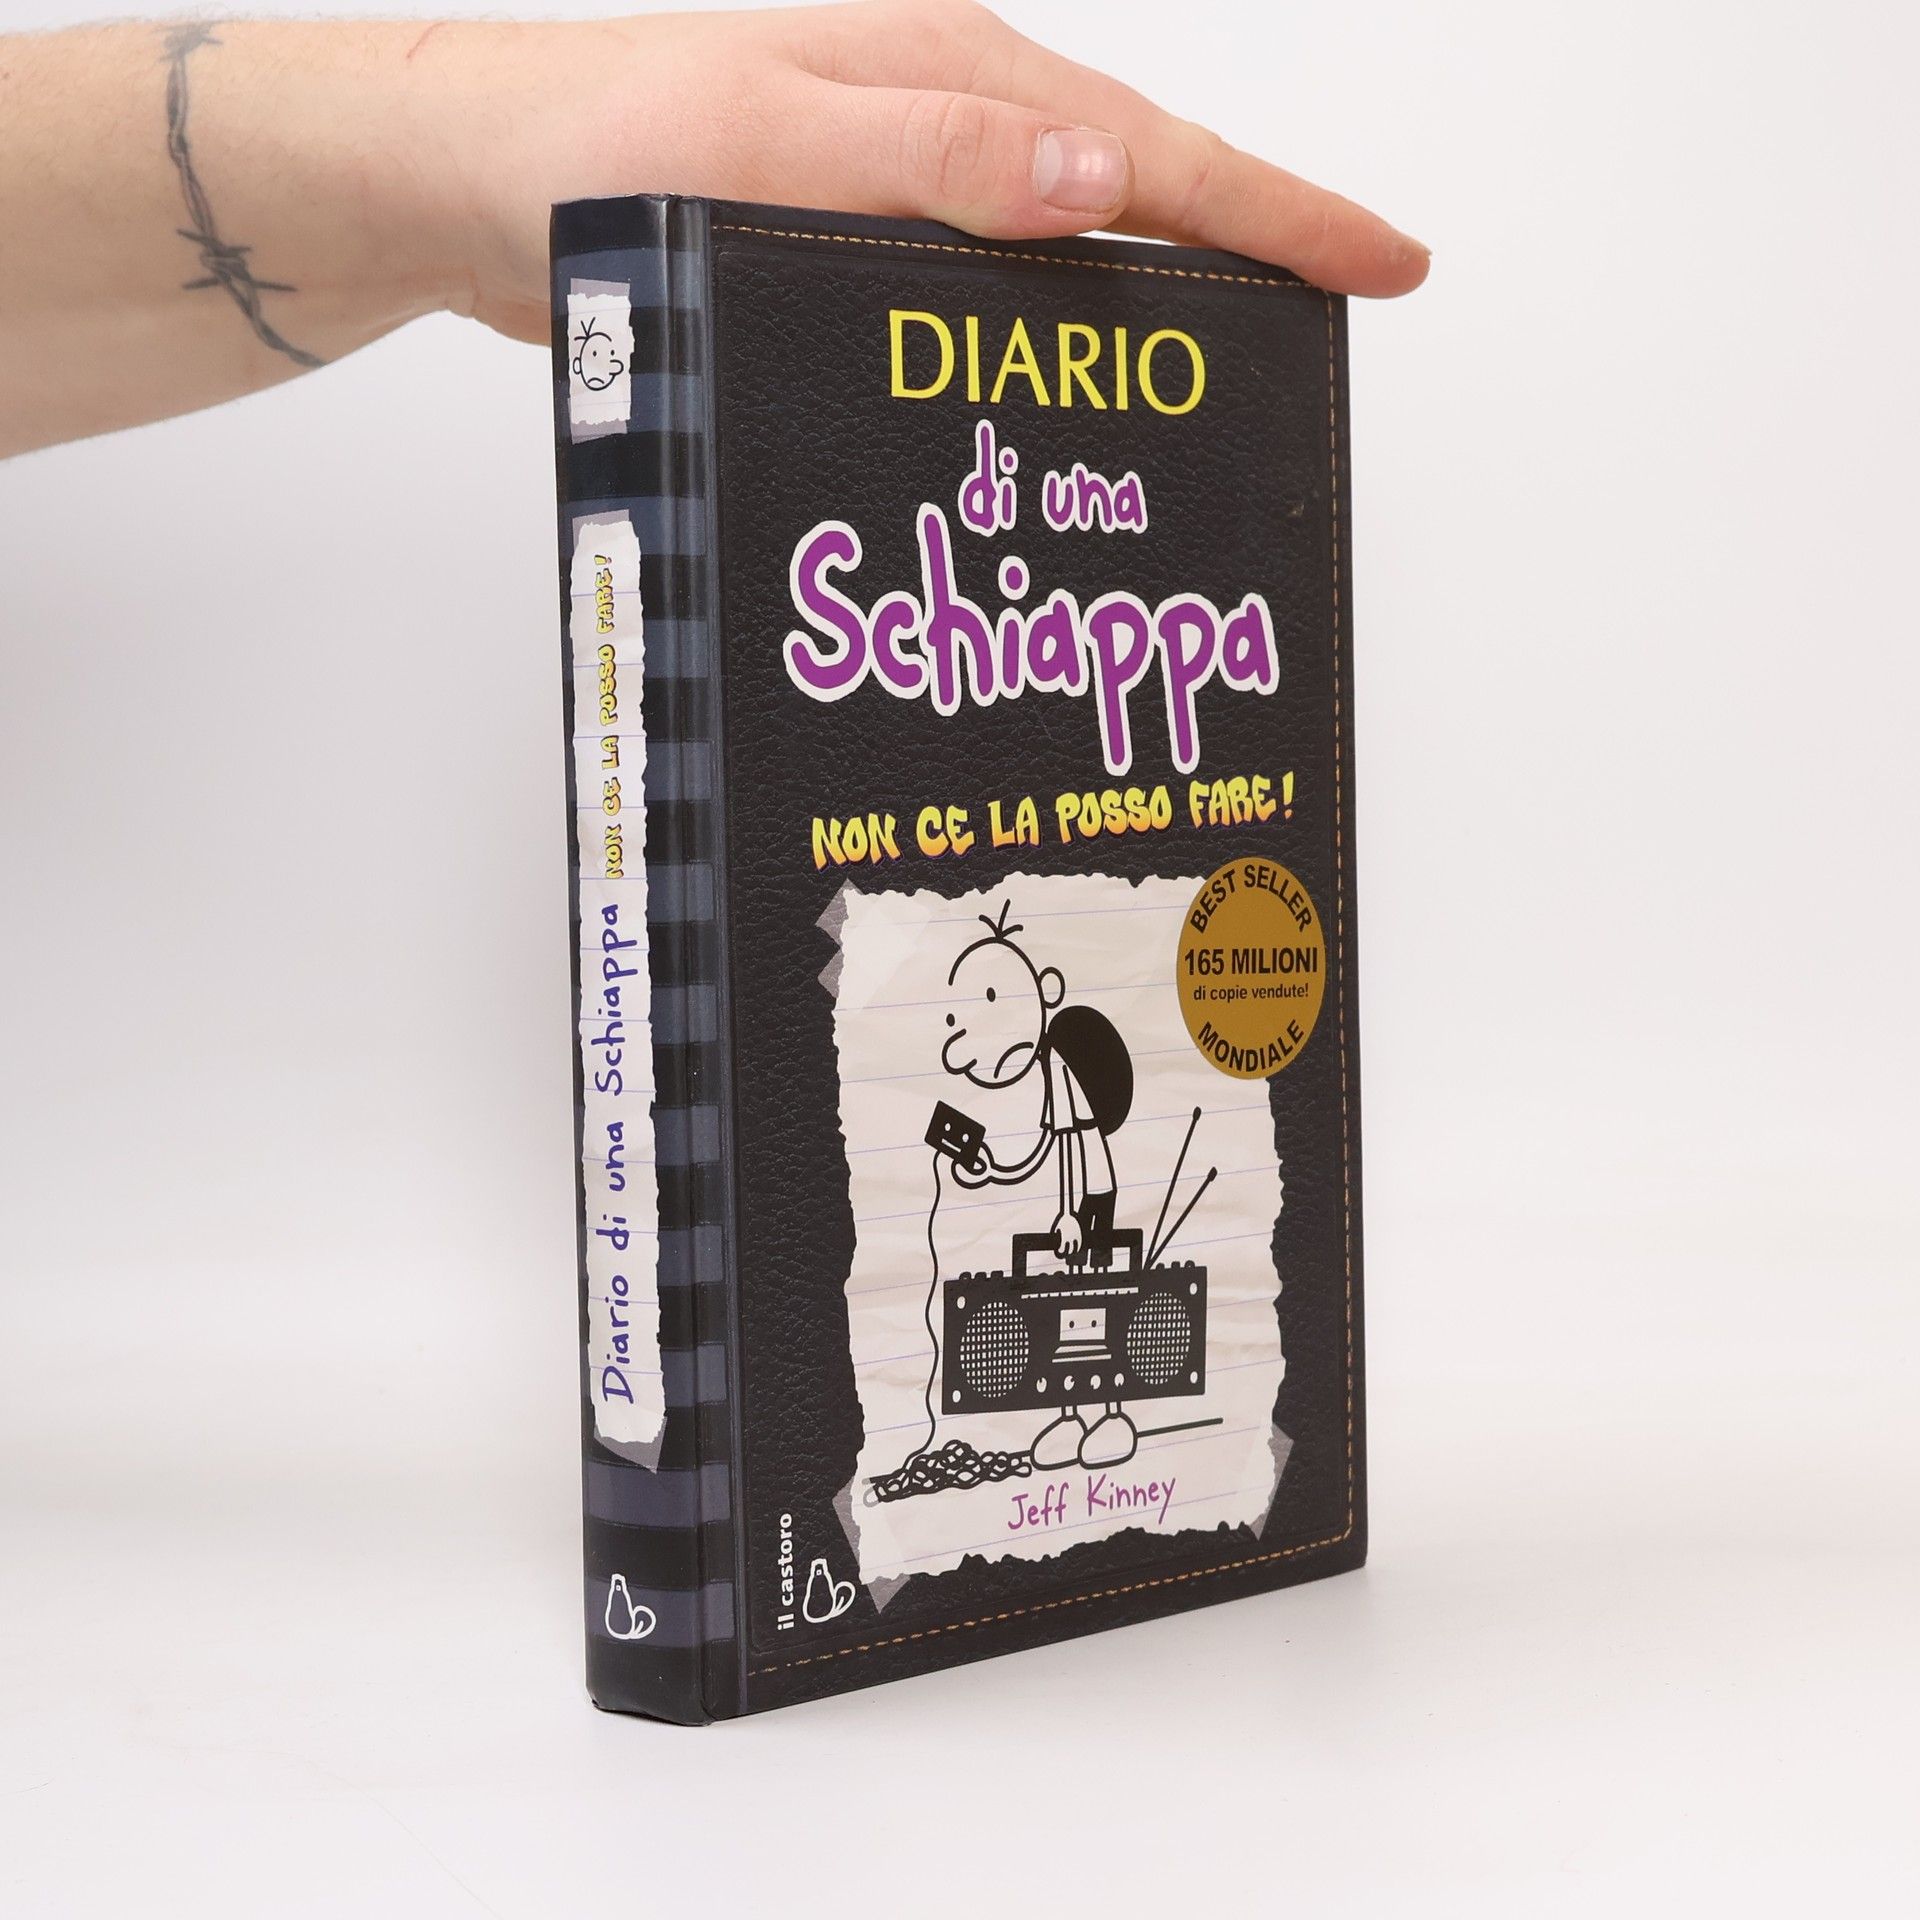 DIARIO
di una
Schiappa
NON CE LA POSSO FARE!
BEST SELLER
165 MILIONI
di copie vendute!
MONDIALE
Jeff Kinney
il castoro
Diario di una Schiappa NON CE LA POSSO FARE!